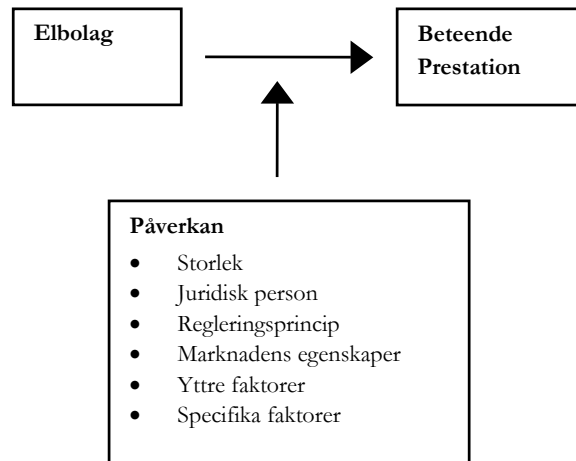 Elbolag
Beteende
Prestation
Påverkan
• Storlek
• Juridisk person
• Regleringsprincip
• Marknadens egenskaper
• Yttre faktorer
• Specifika faktorer